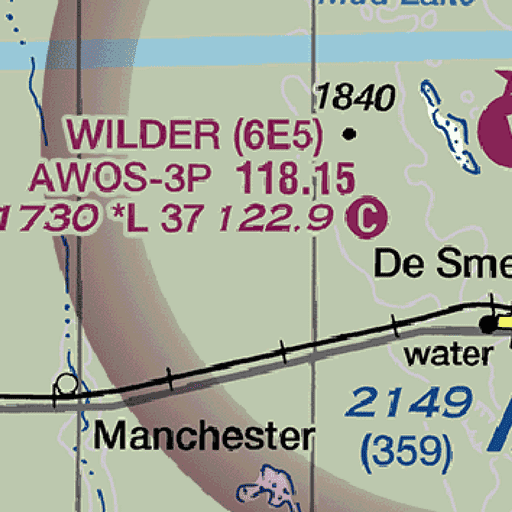 Mud Lake
1840
WILDER (6E5)
AWOS-3P 118.15
1730 *L 37 122.9 C
De Sme
water
2149
(359)
Manchester